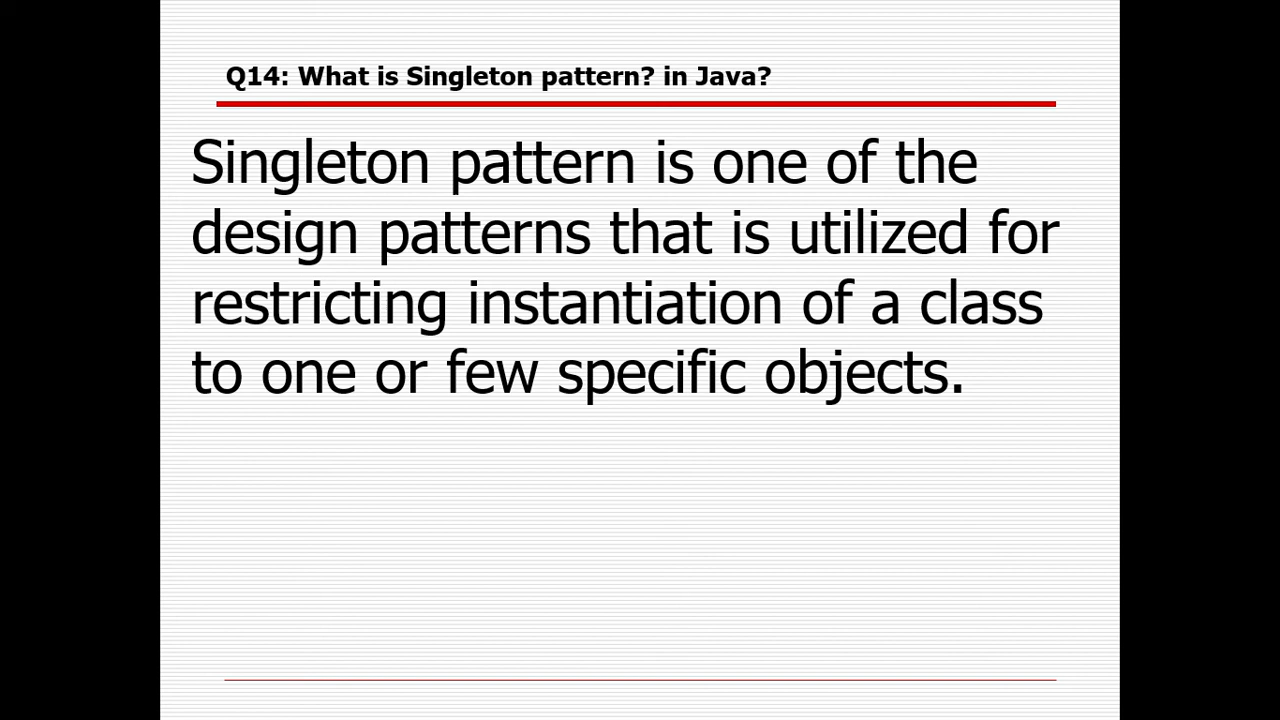 Q14: What is Singleton pattern? in Java?
Singleton pattern is one of the
design patterns that is utilized for
restricting instantiation of a class
to one or few specific objects.